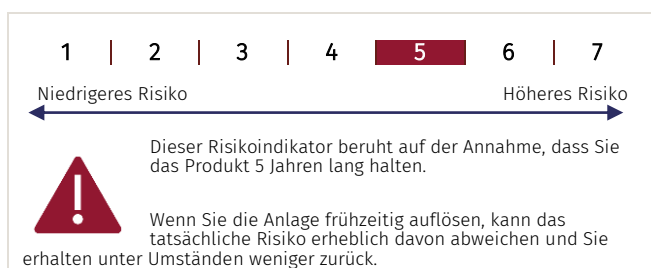 1 | 2 | 3 | 4 | 5 | 6 | 7
Niedrigeres Risiko Höheres Risiko
Dieser Risikoindikator beruht auf der Annahme, dass Sie
das Produkt 5 Jahren lang halten.
Wenn Sie die Anlage frühzeitig auflösen, kann das
tatsächliche Risiko erheblich davon abweichen und Sie
erhalten unter Umständen weniger zurück.